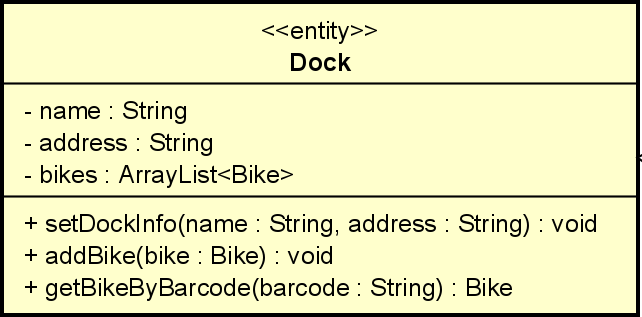 <<entity>>
Dock
- name : String
- address : String
- bikes : ArrayList<Bike>
+ setDockInfo(name : String, address : String) : void
+ addBike(bike : Bike) : void
+ getBikeByBarcode(barcode : String) : Bike